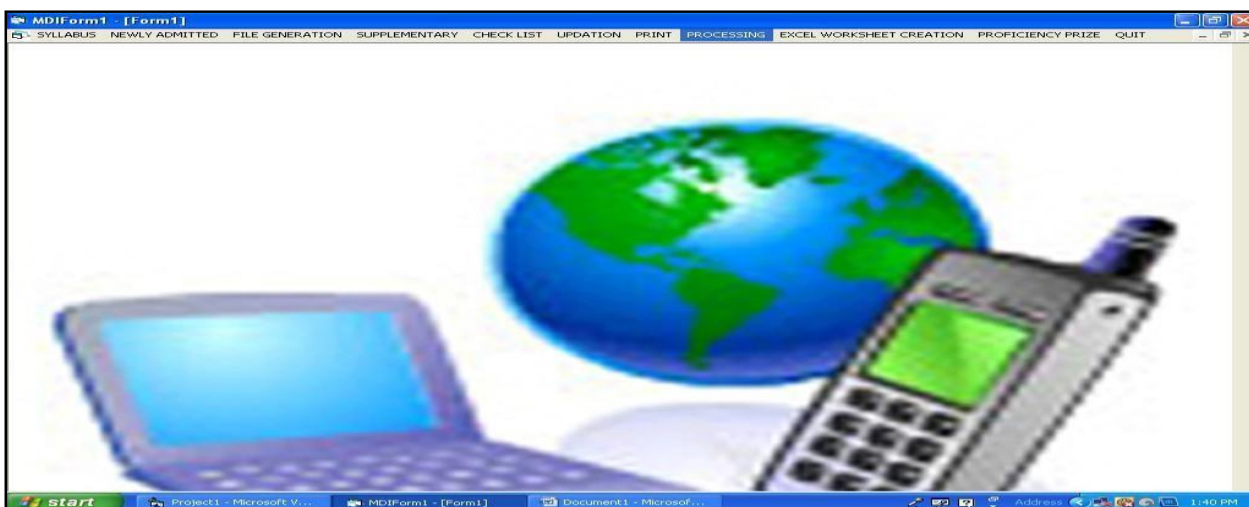 MDIForm1 - [Form1]
SYLLABUS NEWLY ADMITTED FILE GENERATION SUPPLEMENTARY CHECK LIST UPDATION PRINT PROCESSING EXCEL WORKSHEET CREATION PROFICIENCY PRIZE QUIT
start Project1 - Microsoft V... MDIForm1 - [Form1] Document1 - Microsof... Address 1:40 PM